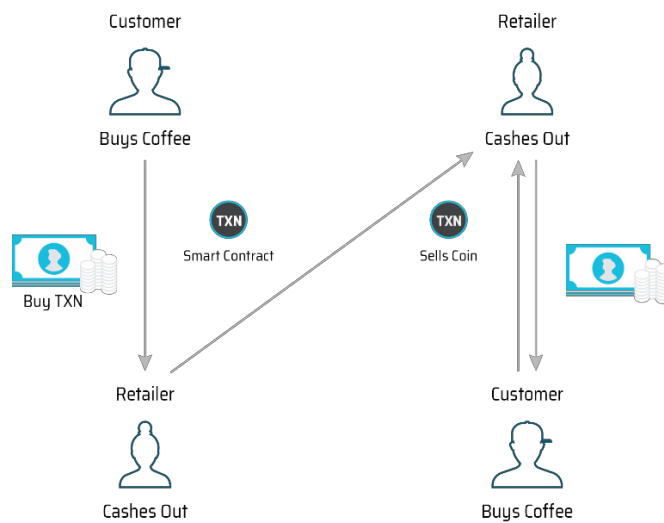 Customer
Retailer
Buys Coffee
Cashes Out
TXN
TXN
Smart Contract
Sells Coin
Buy TXN
Retailer
Customer
Cashes Out
Buys Coffee